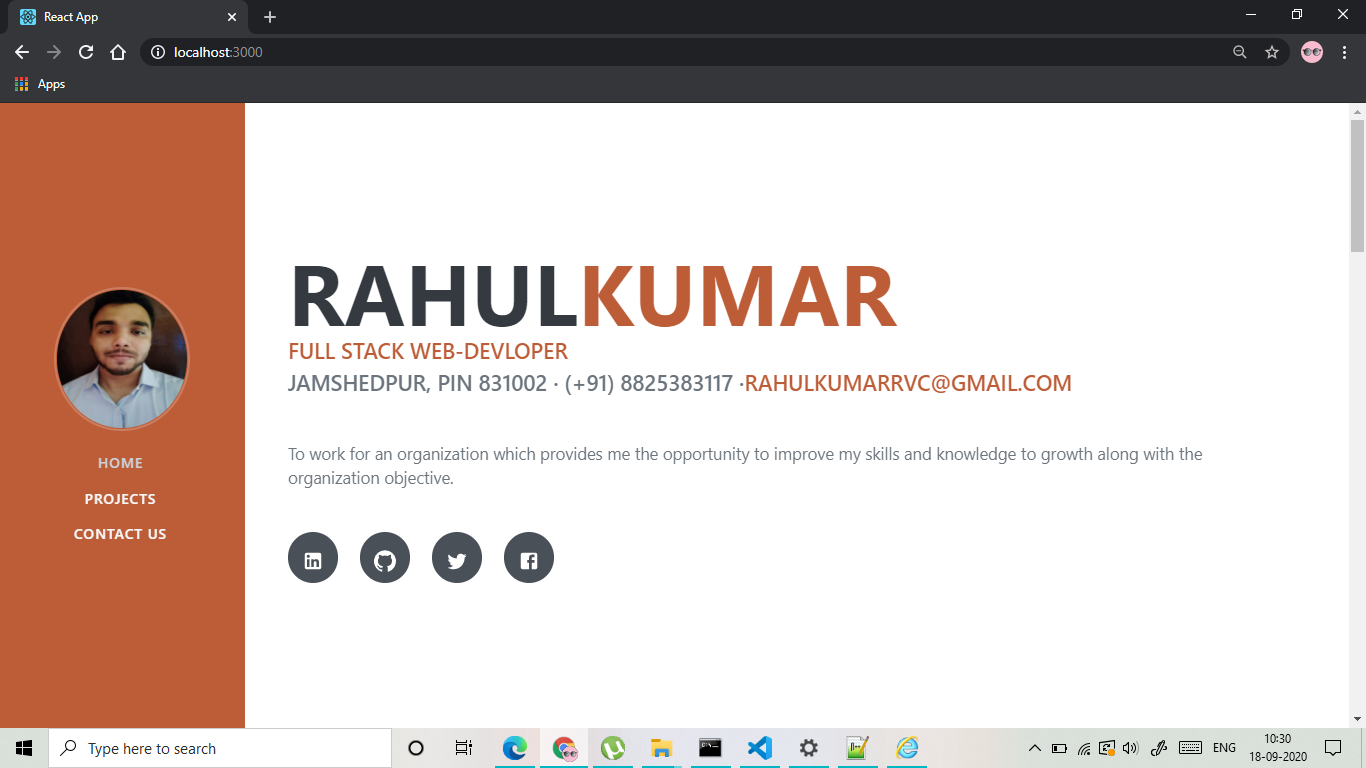 React App
localhost:3000
Apps
RAHULKUMAR
FULL STACK WEB-DEVLOPER
JAMSHEDPUR, PIN 831002 · (+91) 8825383117 ·RAHULKUMARRVC@GMAIL.COM
To work for an organization which provides me the opportunity to improve my skills and knowledge to growth along with the
organization objective.
HOME
PROJECTS
CONTACT US
Type here to search
ENG
10:30
18-09-2020